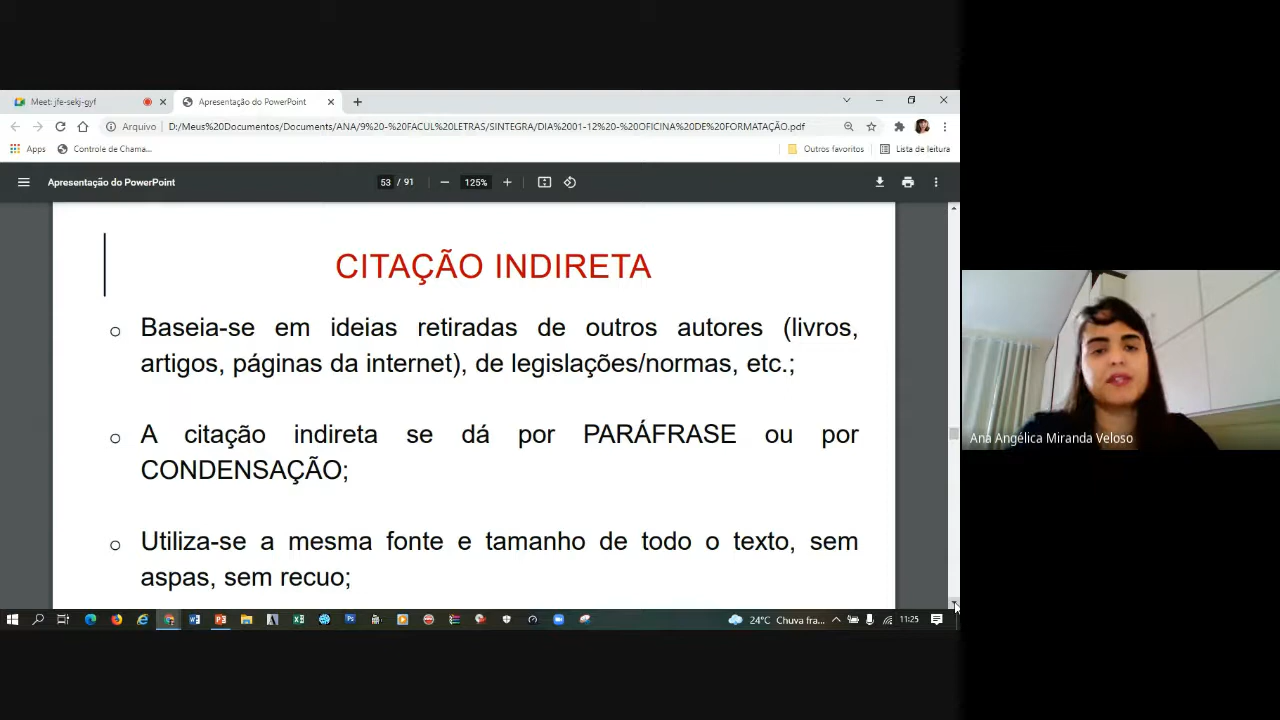 Meet: jfe-sekj-gyf
Apresentação do PowerPoint
Arquivo D:/Meus%20Documentos/Documents/ANA/9%20-%20FACUL%20LETRAS/SINTEGRA/DIA%2001-12%20-%20OFICINA%20DE%20FORMATAÇÃO.pdf
Apps Controle de Chama... Outros favoritos Lista de leitura
Apresentação do PowerPoint 53 / 91 125%
CITAÇÃO INDIRETA
Baseia-se em ideias retiradas de outros autores (livros,
artigos, páginas da internet), de legislações/normas, etc.;
A citação indireta se dá por PARÁFRASE ou por
CONDENSAÇÃO;
Utiliza-se a mesma fonte e tamanho de todo o texto, sem
aspas, sem recuo;
Ana Angélica Miranda Veloso
24°C Chuva fra... 11:25